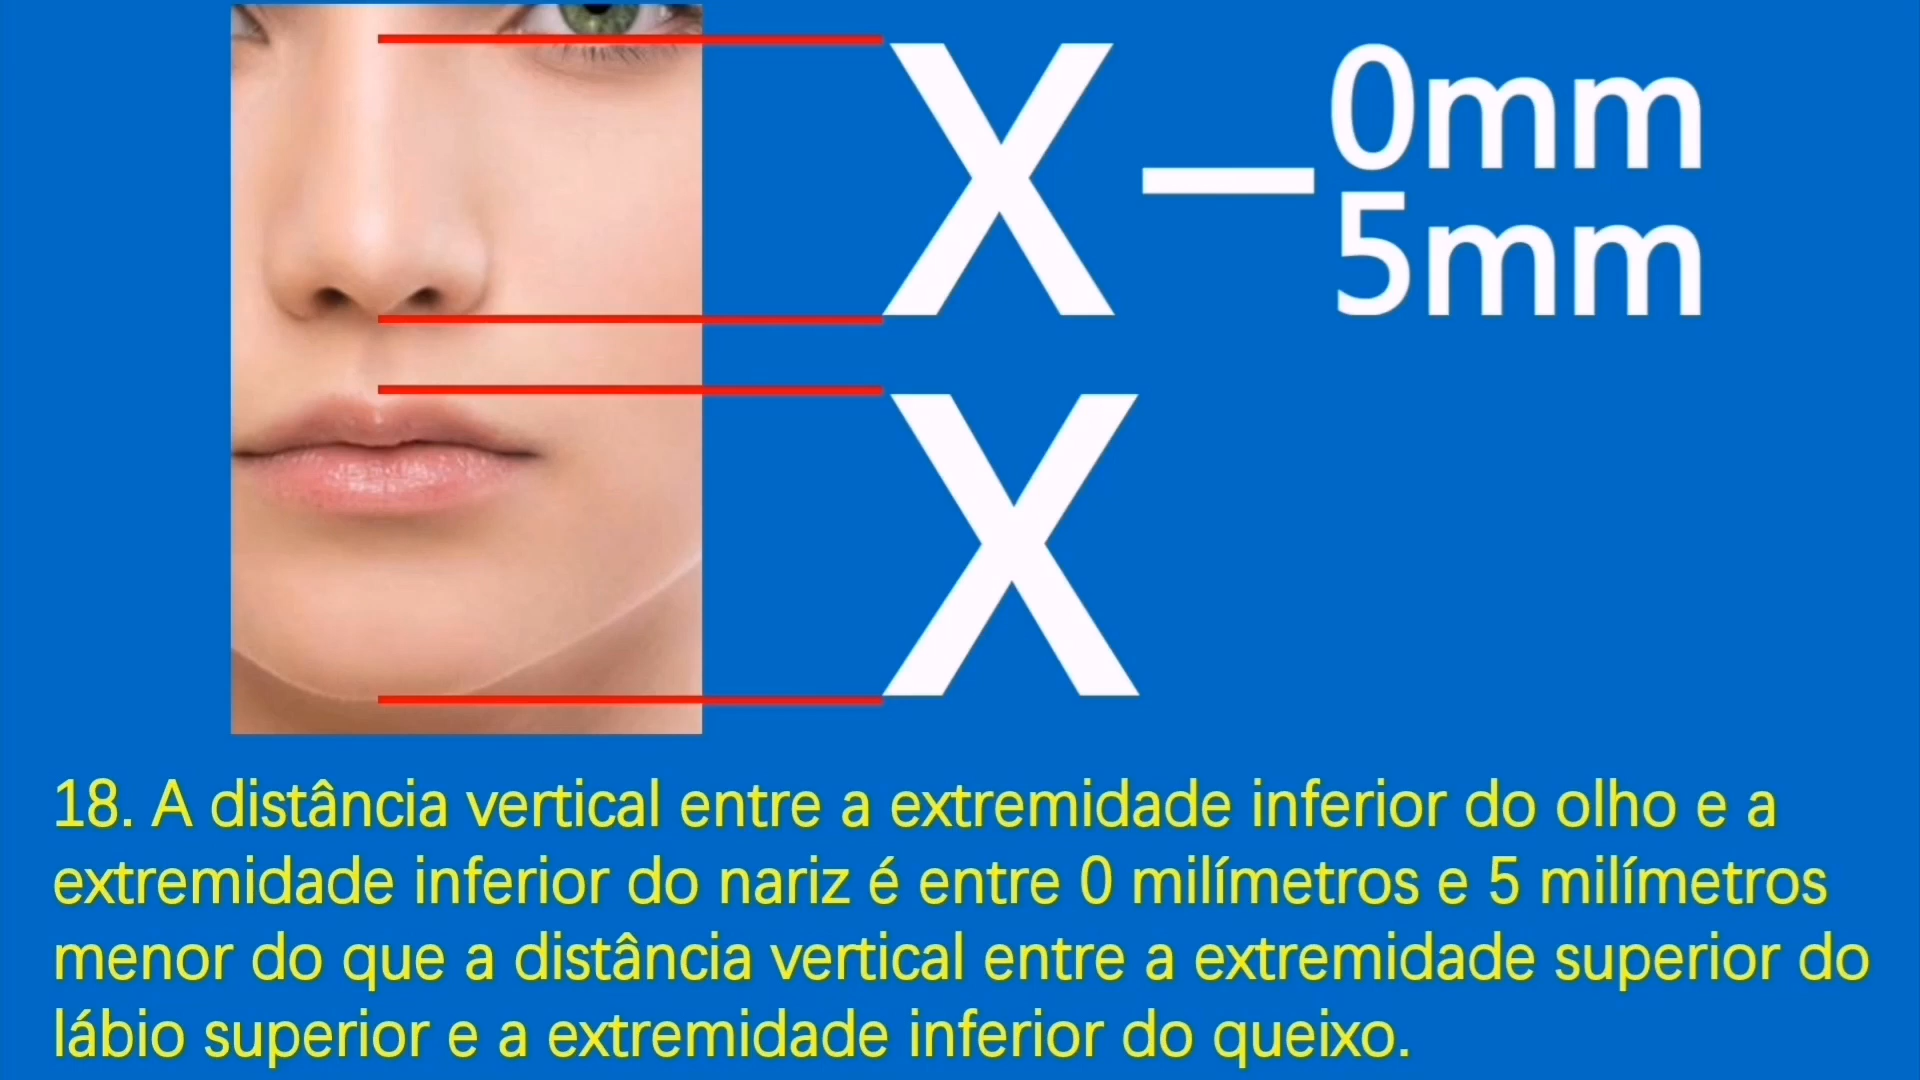 X — 0mm
5mm
X
18. A distância vertical entre a extremidade inferior do olho e a
extremidade inferior do nariz é entre 0 milímetros e 5 milímetros
menor do que a distância vertical entre a extremidade superior do
lábio superior e a extremidade inferior do queixo.